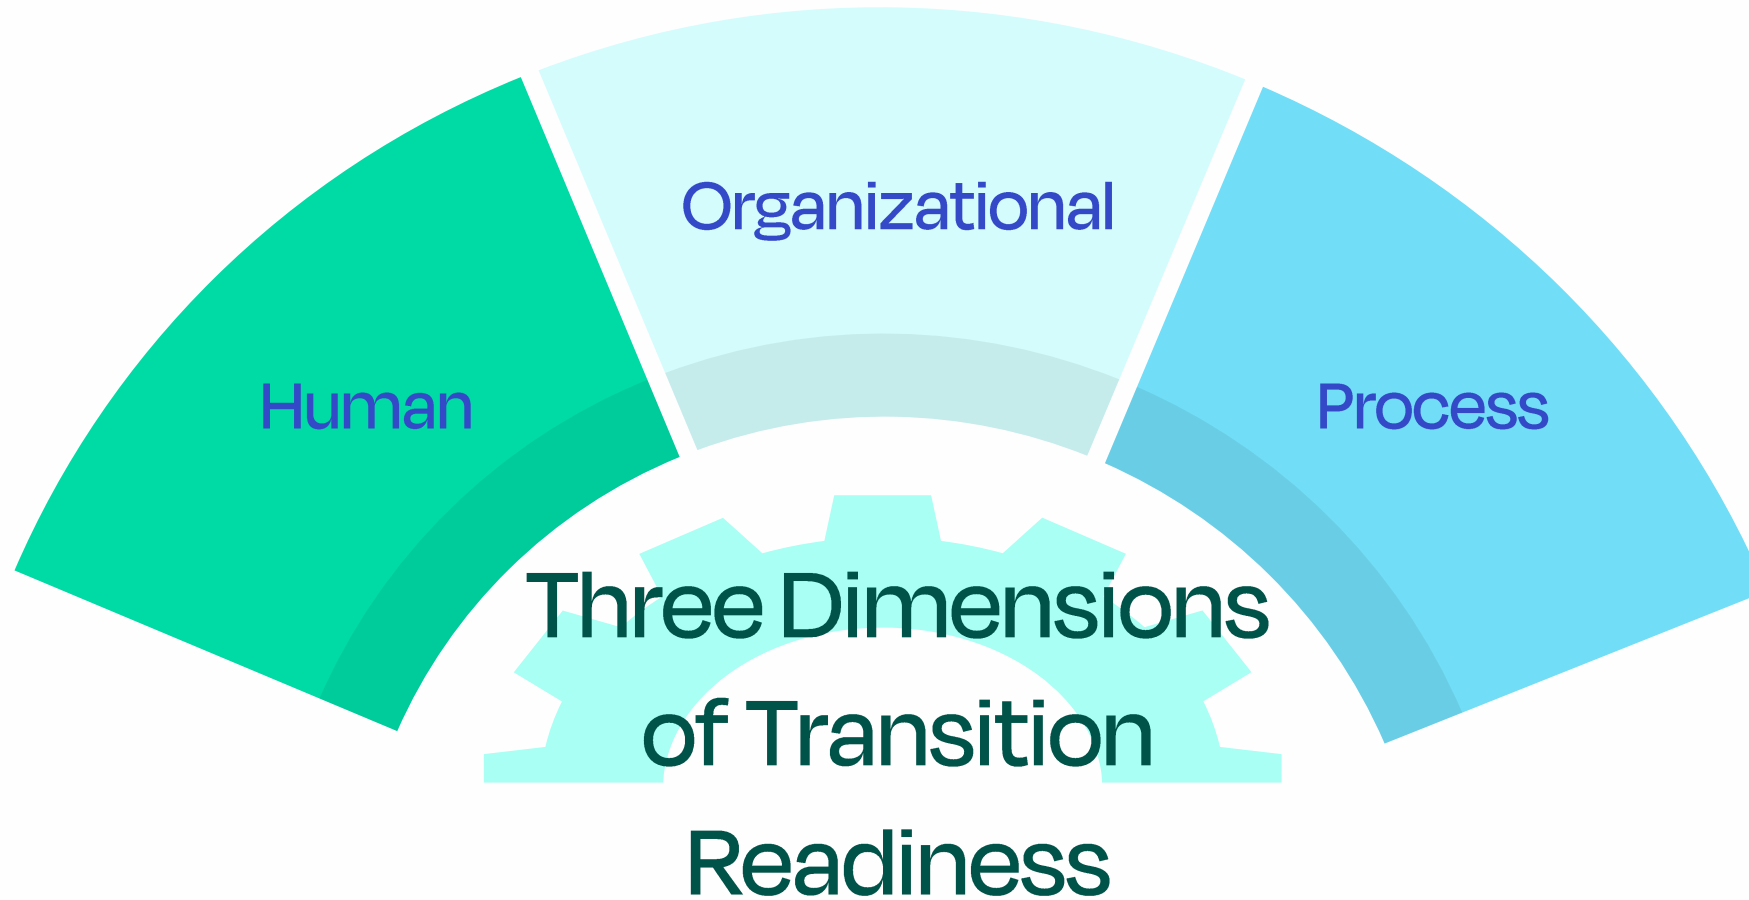 Organizational
Human
Process
Three Dimensions
of Transition
Readiness